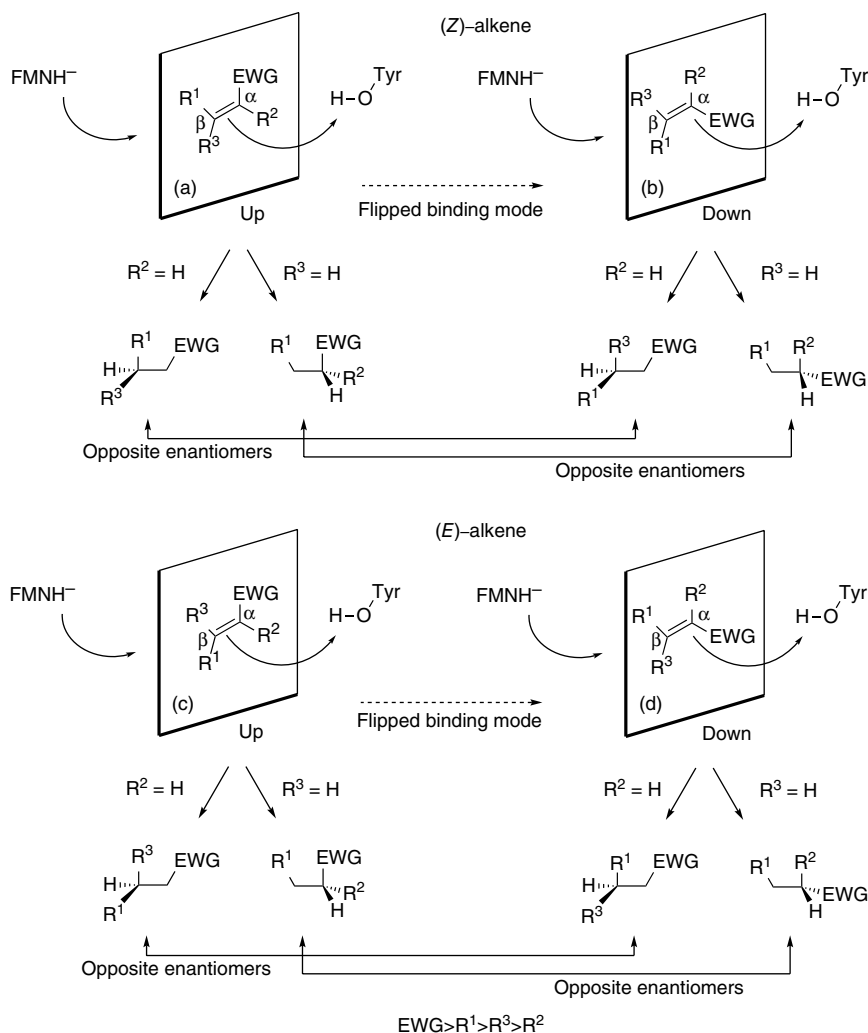 (Z)–alkene
FMNH⁻
R¹
EWG
α
β
R²
R³
H–O
Tyr
(a)
Up
Flipped binding mode
FMNH⁻
R³
R²
α
β
EWG
R¹
H–O
Tyr
(b)
Down
R² = H
R³ = H
R² = H
R³ = H
R¹
EWG
H
R³
R¹
EWG
R²
H
R³
EWG
H
R¹
R¹
R²
EWG
H
Opposite enantiomers
Opposite enantiomers
(E)–alkene
FMNH⁻
R³
EWG
α
β
R²
R¹
H–O
Tyr
(c)
Up
Flipped binding mode
FMNH⁻
R¹
R²
α
β
EWG
R³
H–O
Tyr
(d)
Down
R² = H
R³ = H
R² = H
R³ = H
R³
EWG
H
R¹
R¹
EWG
R²
H
R¹
EWG
H
R³
R¹
R²
EWG
H
Opposite enantiomers
Opposite enantiomers
EWG>R¹>R³>R²